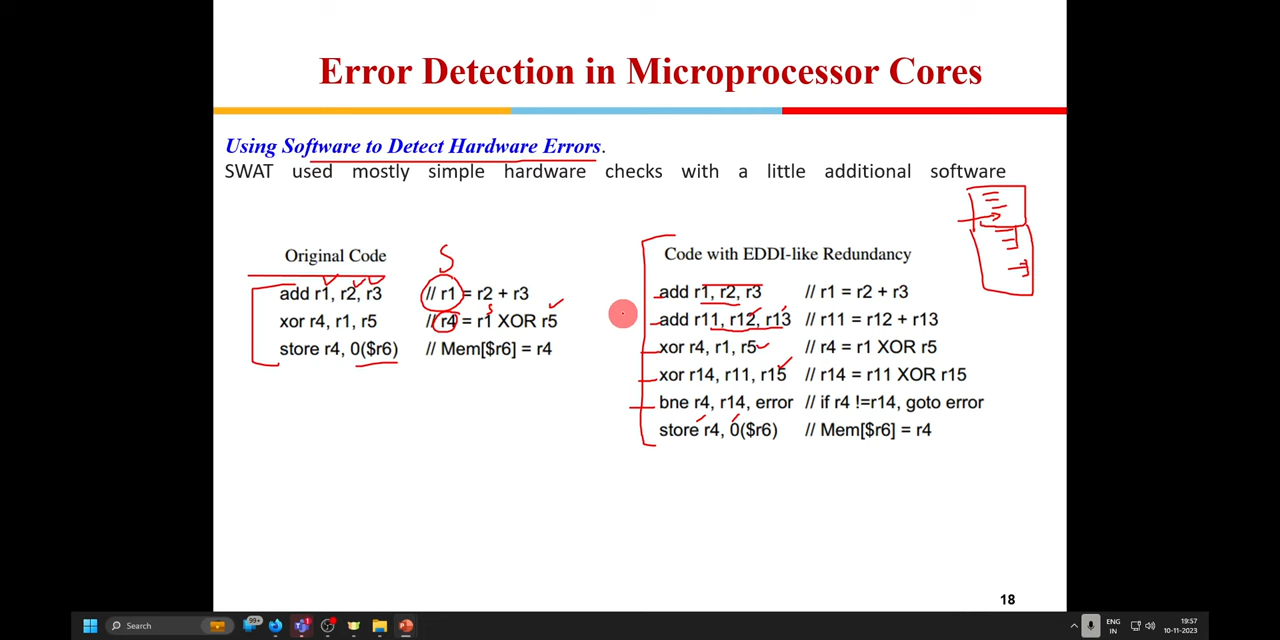 Error Detection in Microprocessor Cores
Using Software to Detect Hardware Errors.
SWAT used mostly simple hardware checks with a little additional software
S
Original Code
add r1, r2, r3 // r1 = r2 + r3
xor r4, r1, r5 // r4 = r1 XOR r5
store r4, 0($r6) // Mem[$r6] = r4
Code with EDDI-like Redundancy
add r1, r2, r3 // r1 = r2 + r3
add r11, r12, r13 // r11 = r12 + r13
xor r4, r1, r5 // r4 = r1 XOR r5
xor r14, r11, r15 // r14 = r11 XOR r15
bne r4, r14, error // if r4 !=r14, goto error
store r4, 0($r6) // Mem[$r6] = r4
18
Search
99+
ENG
IN
19:57
10-11-2023